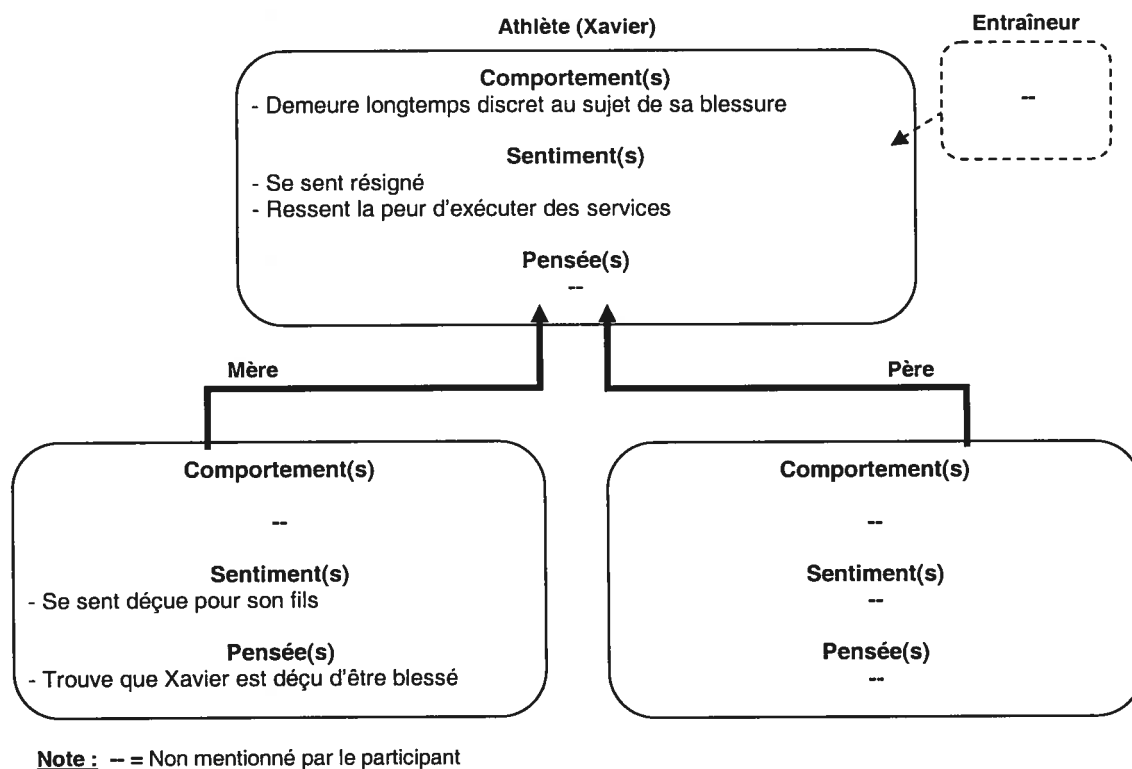 Athlète (Xavier)
Entraîneur
Comportement(s)
- Demeure longtemps discret au sujet de sa blessure
--
Sentiment(s)
- Se sent résigné
- Ressent la peur d'exécuter des services
Pensée(s)
--
Mère
Père
Comportement(s)
--
Sentiment(s)
- Se sent déçue pour son fils
Pensée(s)
- Trouve que Xavier est déçu d'être blessé
Comportement(s)
--
Sentiment(s)
--
Pensée(s)
--
Note : -- = Non mentionné par le participant